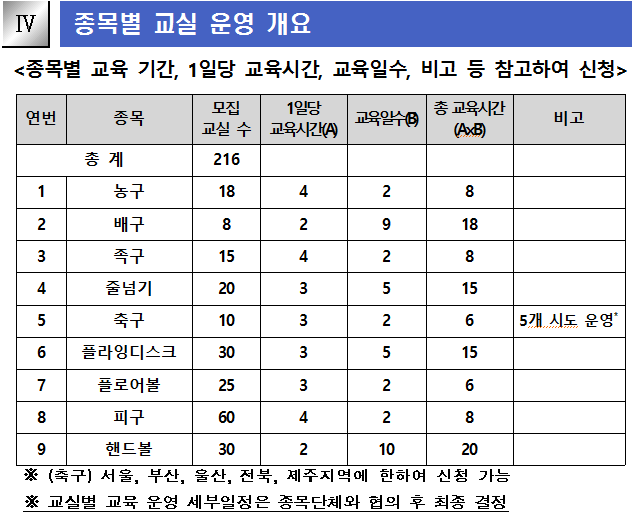 Ⅳ 종목별 교실 운영 개요
<종목별 교육 기간, 1일당 교육시간, 교육일수, 비고 등 참고하여 신청>
연번 종목 모집 교실 수 1일당 교육시간(A) 교육일수(B) 총 교육시간 (AxB) 비고
총 계 216
1 농구 18 4 2 8
2 배구 8 2 9 18
3 족구 15 4 2 8
4 줄넘기 20 3 5 15
5 축구 10 3 2 6 5개 시도 운영*
6 플라잉디스크 30 3 5 15
7 플로어볼 25 3 2 6
8 피구 60 4 2 8
9 핸드볼 30 2 10 20
※ (축구) 서울, 부산, 울산, 전북, 제주지역에 한하여 신청 가능
※ 교실별 교육 운영 세부일정은 종목단체와 협의 후 최종 결정